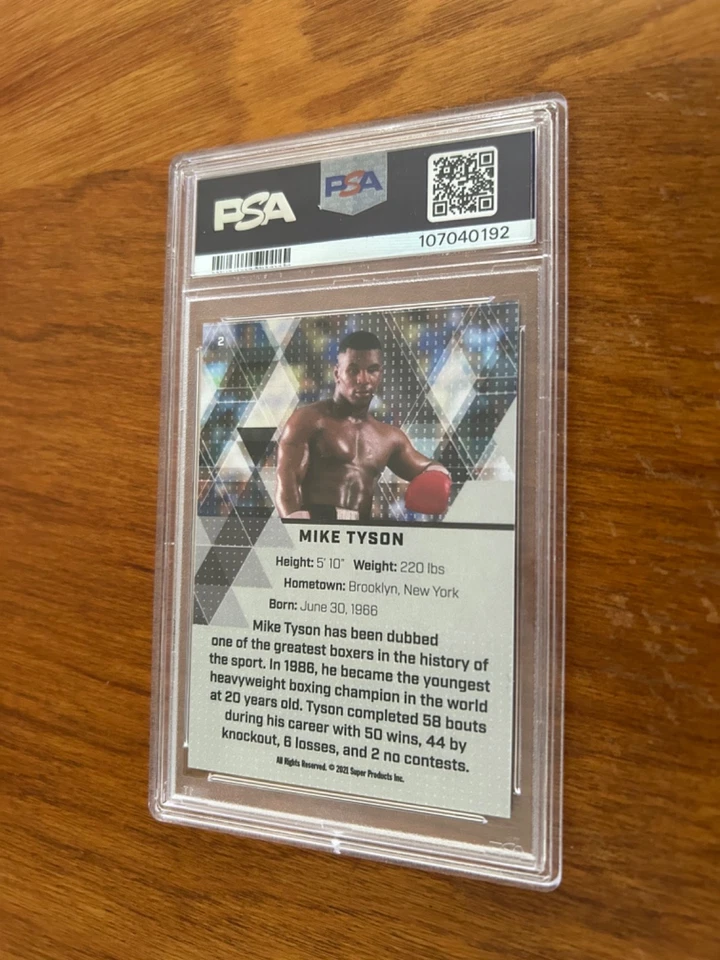 PSA
PSA
107040192
2
MIKE TYSON
Height: 5' 10" Weight: 220 lbs
Hometown: Brooklyn, New York
Born: June 30, 1966
Mike Tyson has been dubbed
one of the greatest boxers in the history of
the sport. In 1986, he became the youngest
heavyweight boxing champion in the world
at 20 years old. Tyson completed 58 bouts
during his career with 50 wins, 44 by
knockout, 6 losses, and 2 no contests.
All Rights Reserved. © 2021 Super Products Inc.